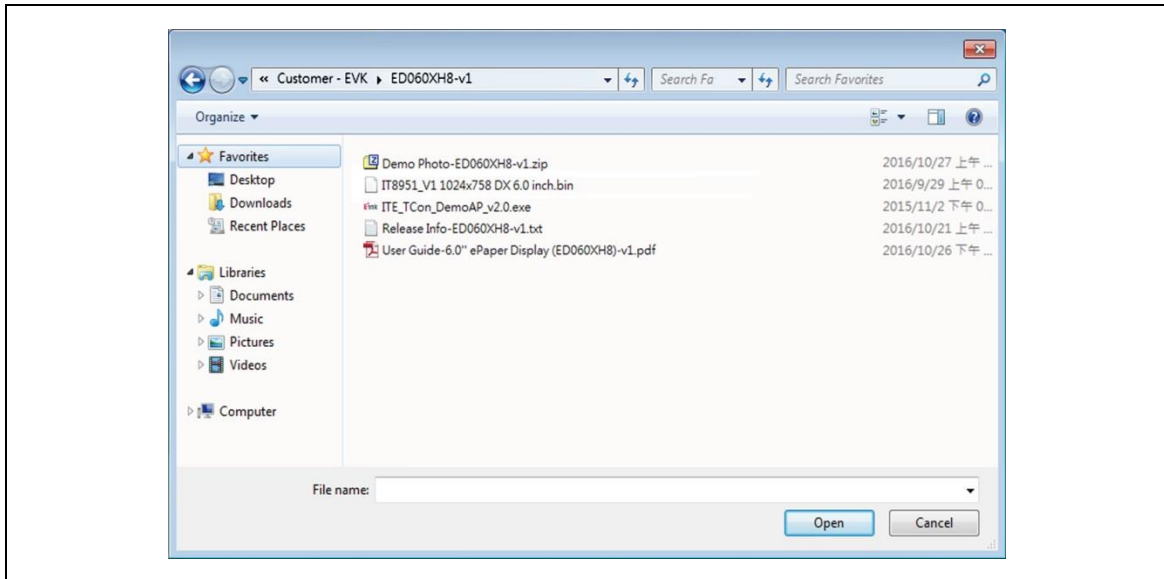 « Customer - EVK ▸ ED060XH8-v1
Search Fa
Search Favorites
Organize
Favorites
Desktop
Downloads
Recent Places
Libraries
Documents
Music
Pictures
Videos
Computer
Demo Photo-ED060XH8-v1.zip 2016/10/27 上午 ...
IT8951_V1 1024x758 DX 6.0 inch.bin 2016/9/29 上午 0...
Eink ITE_TCon_DemoAP_v2.0.exe 2015/11/2 下午 0...
Release Info-ED060XH8-v1.txt 2016/10/21 上午 ...
User Guide-6.0" ePaper Display (ED060XH8)-v1.pdf 2016/10/26 下午 ...
File name:
Open Cancel